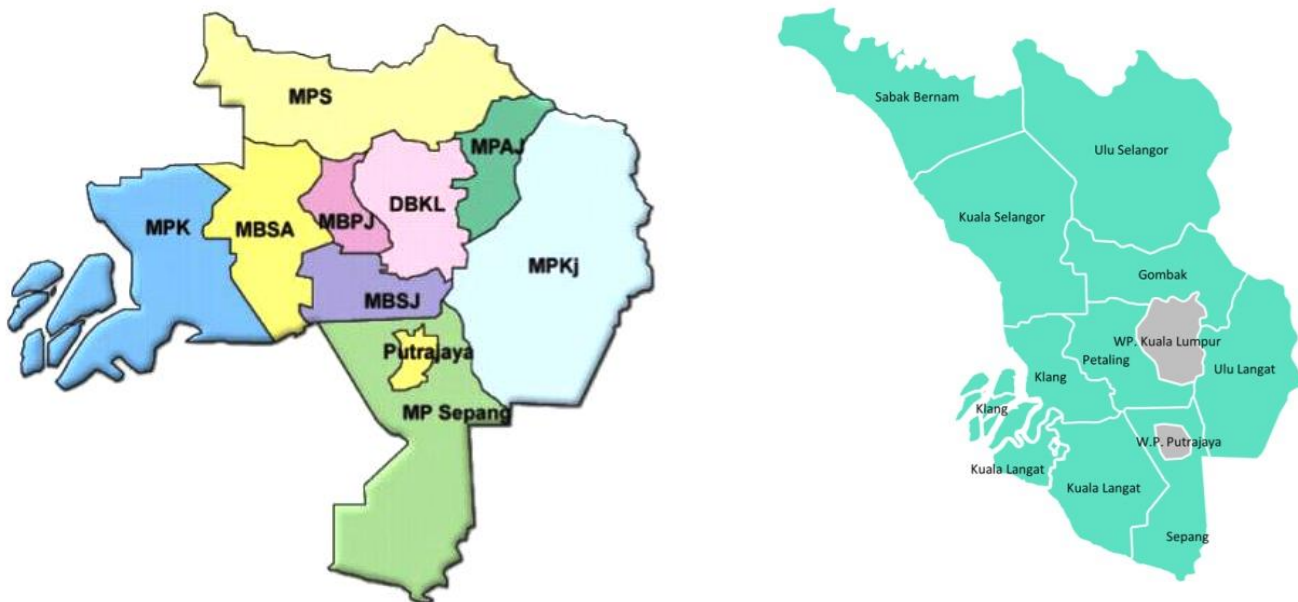 MPS
MPAJ
MPK
MBSA
MBPJ
DBKL
MPKj
MBSJ
Putrajaya
MP Sepang
Sabak Bernam
Ulu Selangor
Kuala Selangor
Gombak
WP. Kuala Lumpur
Petaling
Ulu Langat
Klang
Klang
W.P. Putrajaya
Kuala Langat
Kuala Langat
Sepang